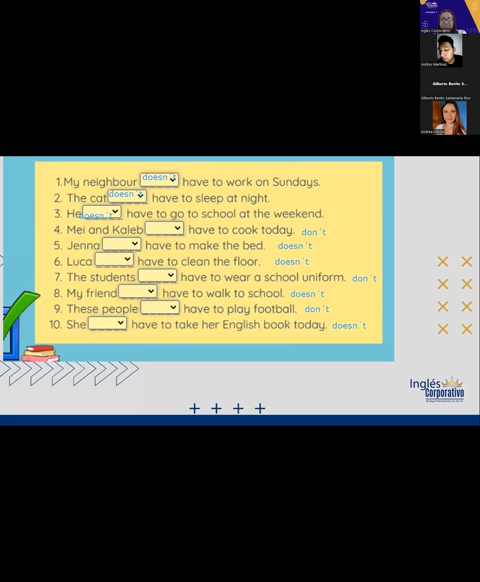 Inglés Corporativo
Andres Martinez
Gilberto Benito S...
Gilberto Benito Santamaria Rios
Andrea
1. My neighbour doesn´t have to work on Sundays.
2. The cat doesn´t have to sleep at night.
3. He doesn´t have to go to school at the weekend.
4. Mei and Kaleb have to cook today. don´t
5. Jenna have to make the bed. doesn´t
6. Luca have to clean the floor. doesn´t
7. The students have to wear a school uniform. don´t
8. My friend have to walk to school. doesn´t
9. These people have to play football. don´t
10. She have to take her English book today. doesn´t
Inglés
Corporativo